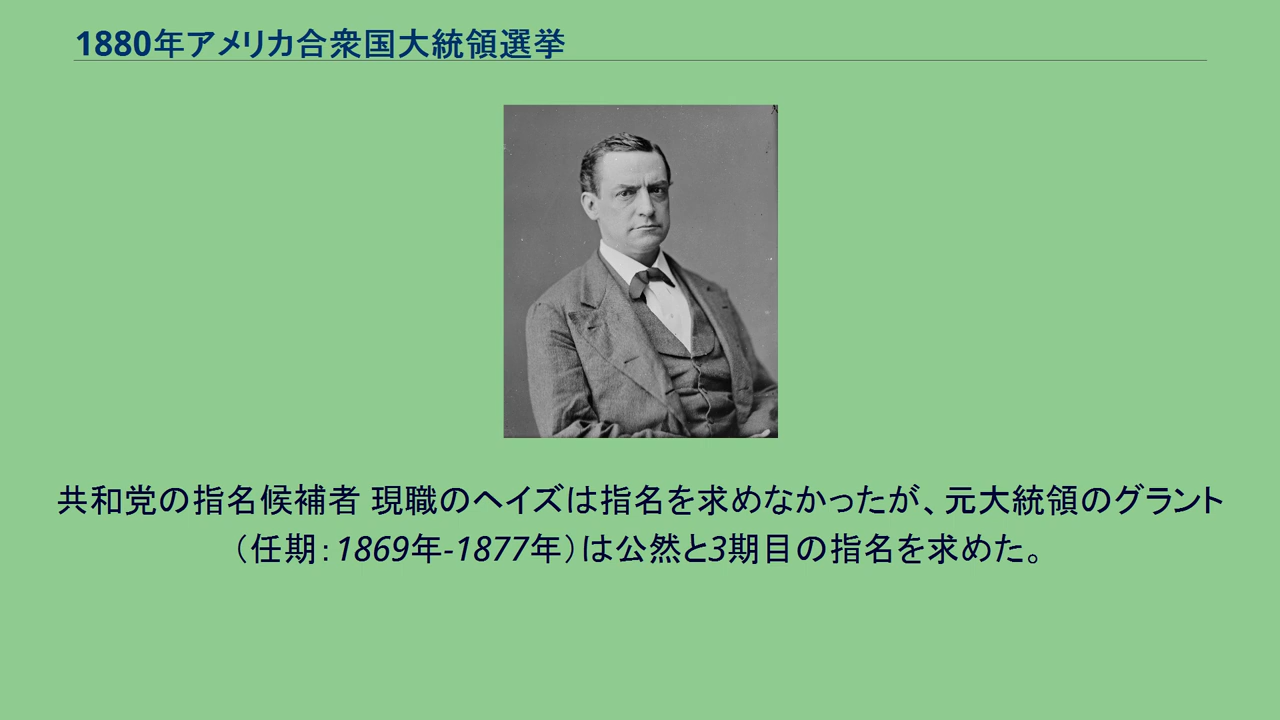 1880年アメリカ合衆国大統領選挙
共和党の指名候補者 現職のヘイズは指名を求めなかったが、元大統領のグラント
（任期：1869年-1877年）は公然と3期目の指名を求めた。